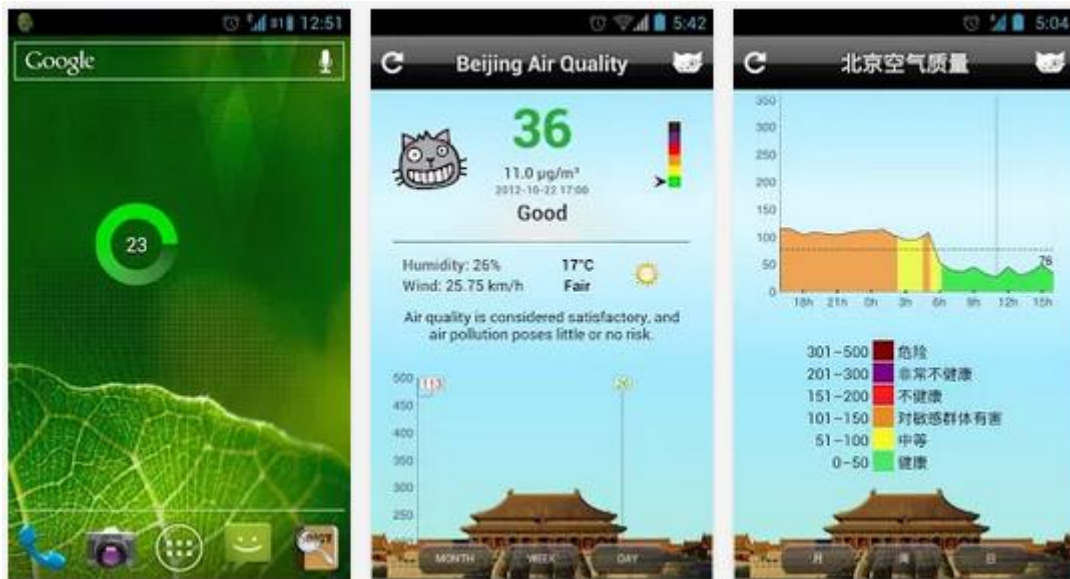 12:51
Google
23
5:42
Beijing Air Quality
36
11.0 µg/m³
2012-10-22 17:00
Good
Humidity: 26%
17°C
Wind: 25.75 km/h
Fair
Air quality is considered satisfactory, and
air pollution poses little or no risk.
500
113
450
400
350
300
250
MONTH
WEEK
DAY
5:04
北京空气质量
350
300
250
200
150
100
50
0
76
18h 21h 0h 3h 6h 9h 12h 15h
301-500 危险
201-300 非常不健康
151-200 不健康
101-150 对敏感群体有害
51-100 中等
0-50 健康
月
周
日